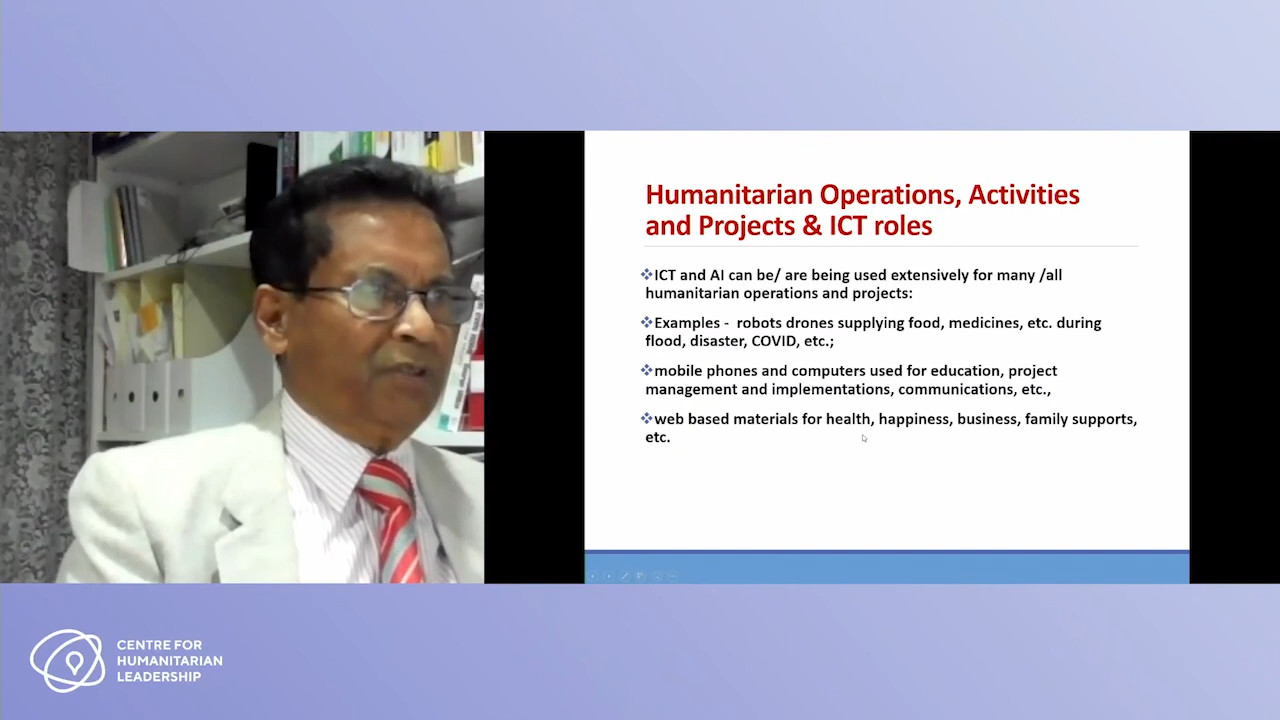 Humanitarian Operations, Activities
and Projects & ICT roles
❖ICT and AI can be/ are being used extensively for many /all
humanitarian operations and projects:
❖Examples - robots drones supplying food, medicines, etc. during
flood, disaster, COVID, etc.;
❖mobile phones and computers used for education, project
management and implementations, communications, etc.,
❖web based materials for health, happiness, business, family supports,
etc.
CENTRE FOR
HUMANITARIAN
LEADERSHIP